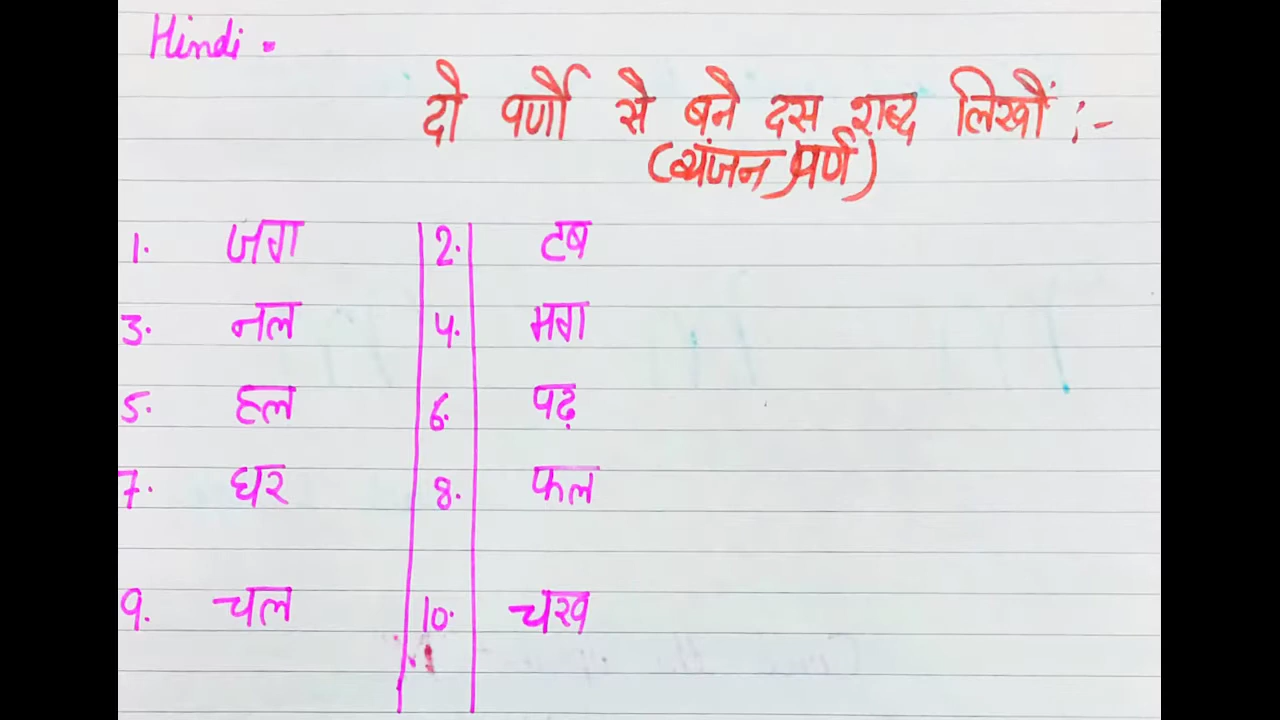 Hindi -
दो वर्णों से बने दस शब्द लिखों :-
(व्यंजन वर्ण)
1. जग 2. टब
3. नल 4. मग
5. हल 6. पढ़
7. घर 8. फल
9. चल 10. चख